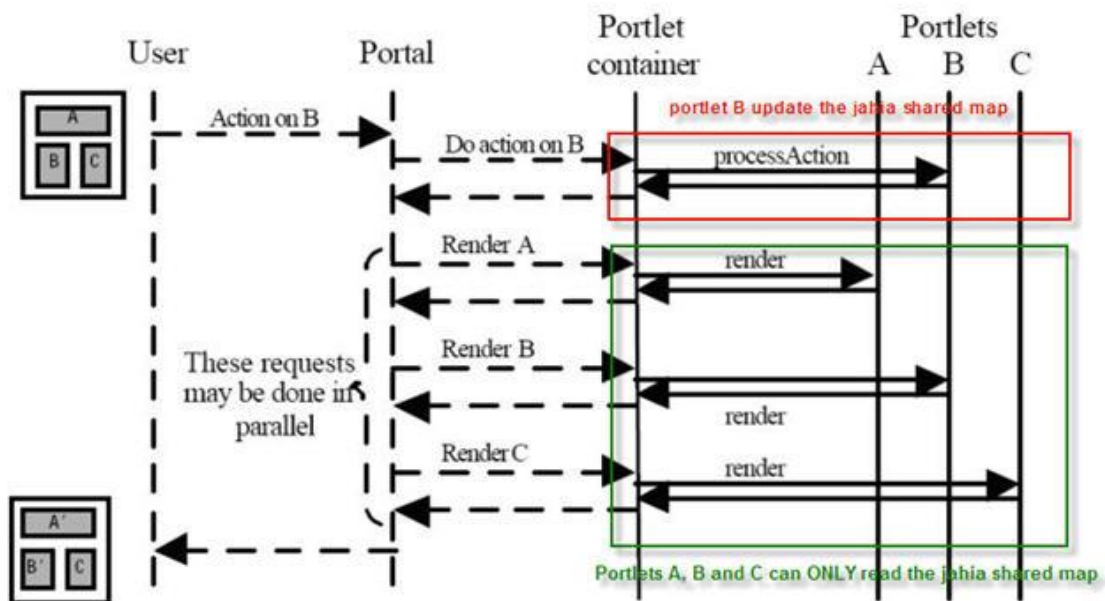 User
Portal
Portlet
container
Portlets
A B C
A
B C
Action on B
portlet B update the jahia shared map
Do action on B
processAction
Render A
render
These requests
may be done in
parallel
Render B
render
Render C
render
A'
B' C
Portlets A, B and C can ONLY read the jahia shared map